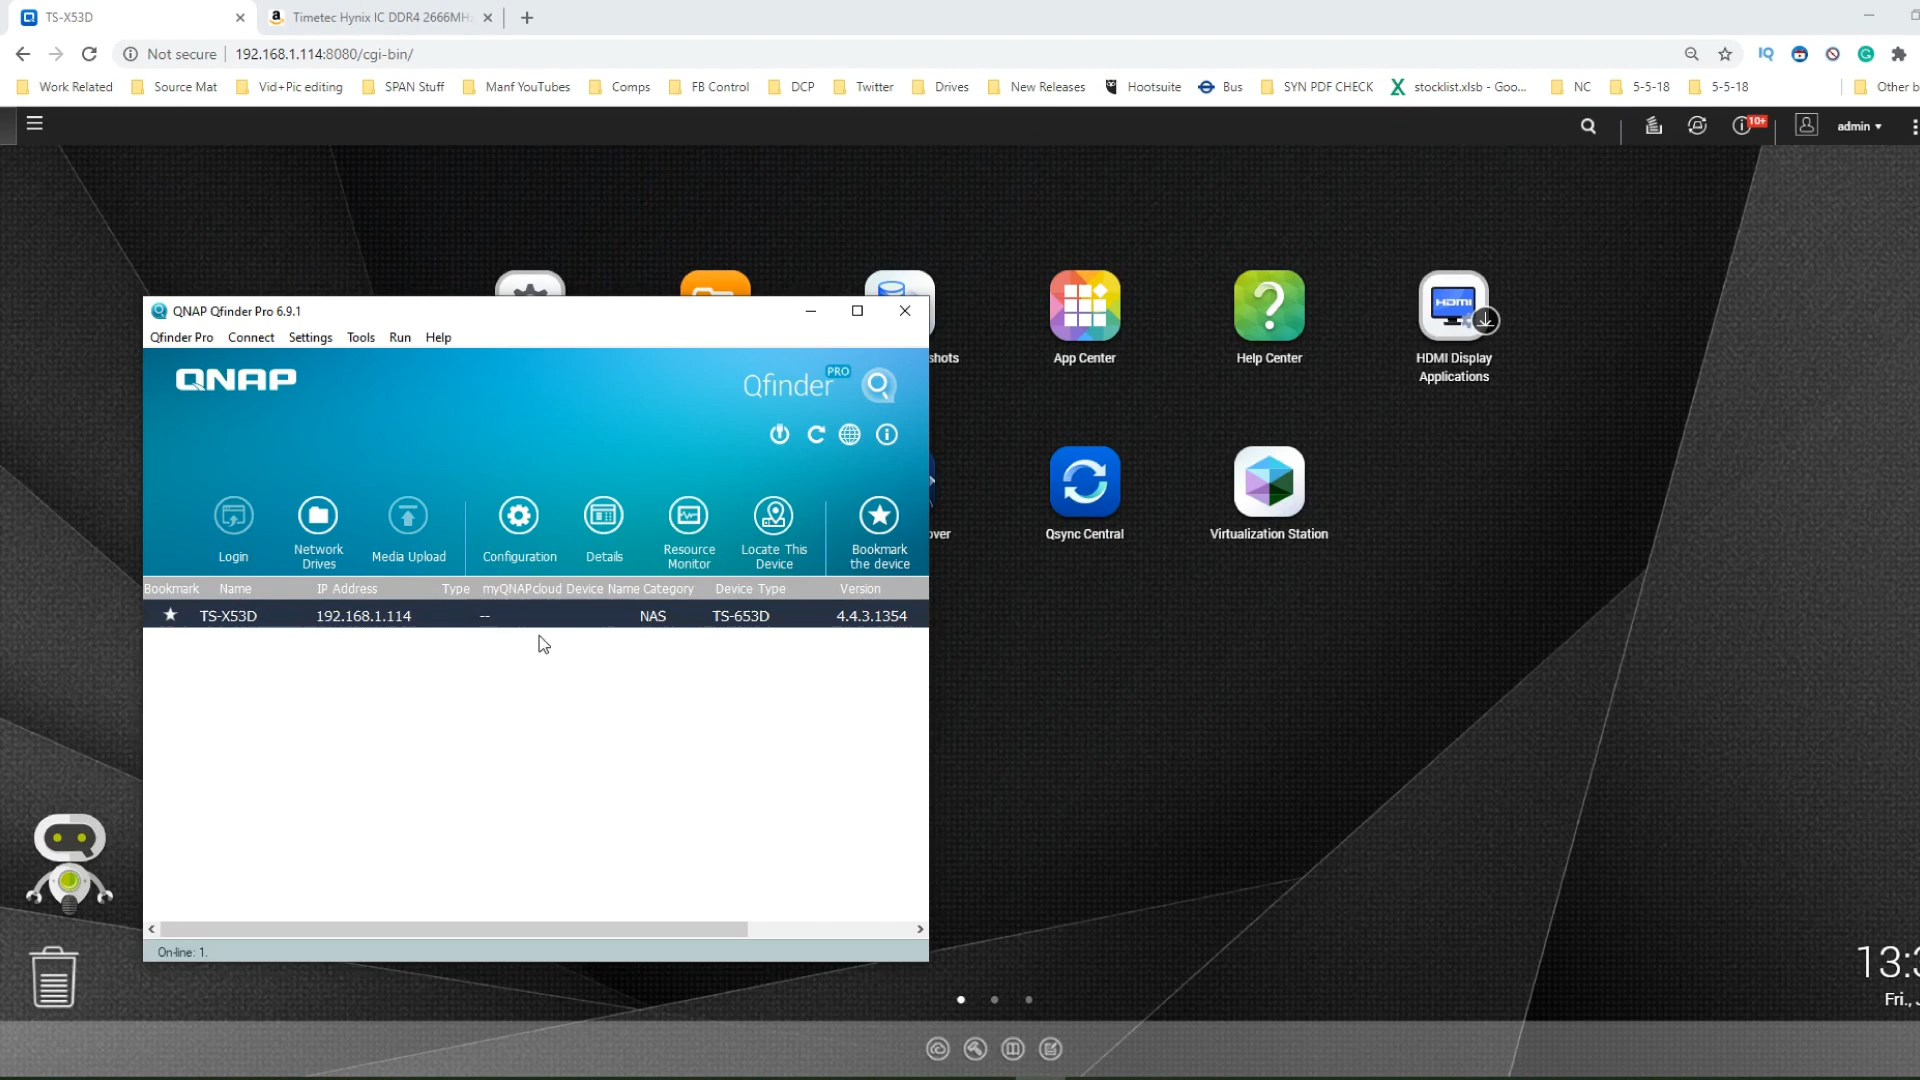 TS-X53D
Timetec Hynix IC DDR4 2666MH
Not secure
192.168.1.114:8080/cgi-bin/
IQ
Work Related
Source Mat
Vid+Pic editing
SPAN Stuff
Manf YouTubes
Comps
FB Control
DCP
Twitter
Drives
New Releases
Hootsuite
Bus
SYN PDF CHECK
stocklist.xlsb - Goo...
NC
5-5-18
5-5-18
Other b
10+
admin
QNAP Qfinder Pro 6.9.1
Qfinder Pro Connect Settings Tools Run Help
QNAP
Qfinder PRO
Login
Network Drives
Media Upload
Configuration
Details
Resource Monitor
Locate This Device
Bookmark the device
Bookmark Name IP Address Type myQNAPcloud Device Name Category Device Type Version
TS-X53D 192.168.1.114 -- NAS TS-653D 4.4.3.1354
On-line: 1.
shots
App Center
Help Center
HDMI
HDMI Display
Applications
over
Qsync Central
Virtualization Station
13:3
Fri.,